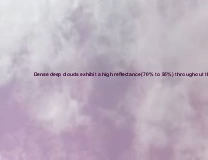 Dense deep clouds exhibit a high reflectance (70% to 95%) throughout